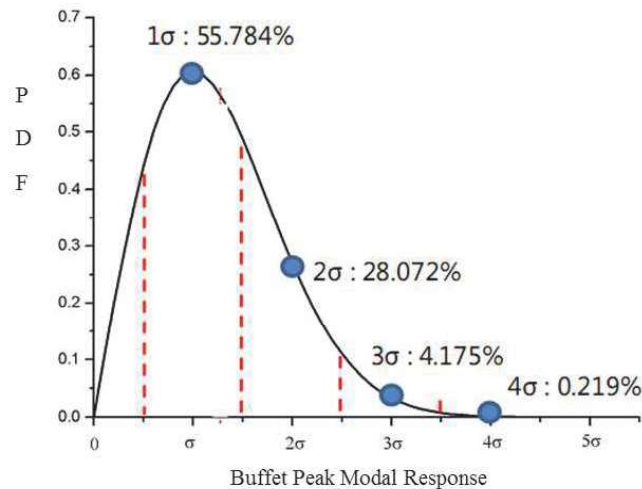 0.7
1σ : 55.784%
0.6
P
D
F
0.5
0.4
0.3
2σ : 28.072%
0.2
3σ : 4.175%
0.1
4σ : 0.219%
0.0
0 σ 2σ 3σ 4σ 5σ
Buffet Peak Modal Response